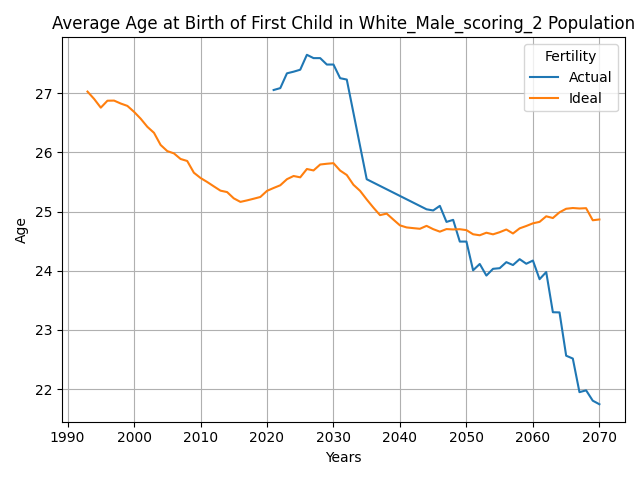 Average Age at Birth of First Child in White_Male_scoring_2 Population
Fertility
Actual
Ideal
Age
27
26
25
24
23
22
1990 2000 2010 2020 2030 2040 2050 2060 2070
Years